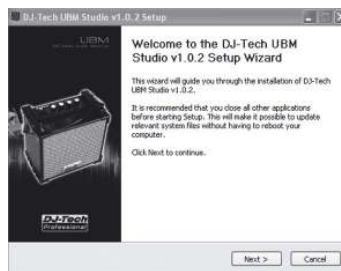 DJ-Tech UBM Studio v1.0.2 Setup
UBM
Welcome to the DJ-Tech UBM
Studio v1.0.2 Setup Wizard
This wizard will guide you through the installation of DJ-Tech
UBM Studio v1.0.2.
It is recommended that you close all other applications
before starting Setup. This will make it possible to update
relevant system files without having to reboot your
computer.
Click Next to continue.
DJ-Tech
Professional
Next >
Cancel